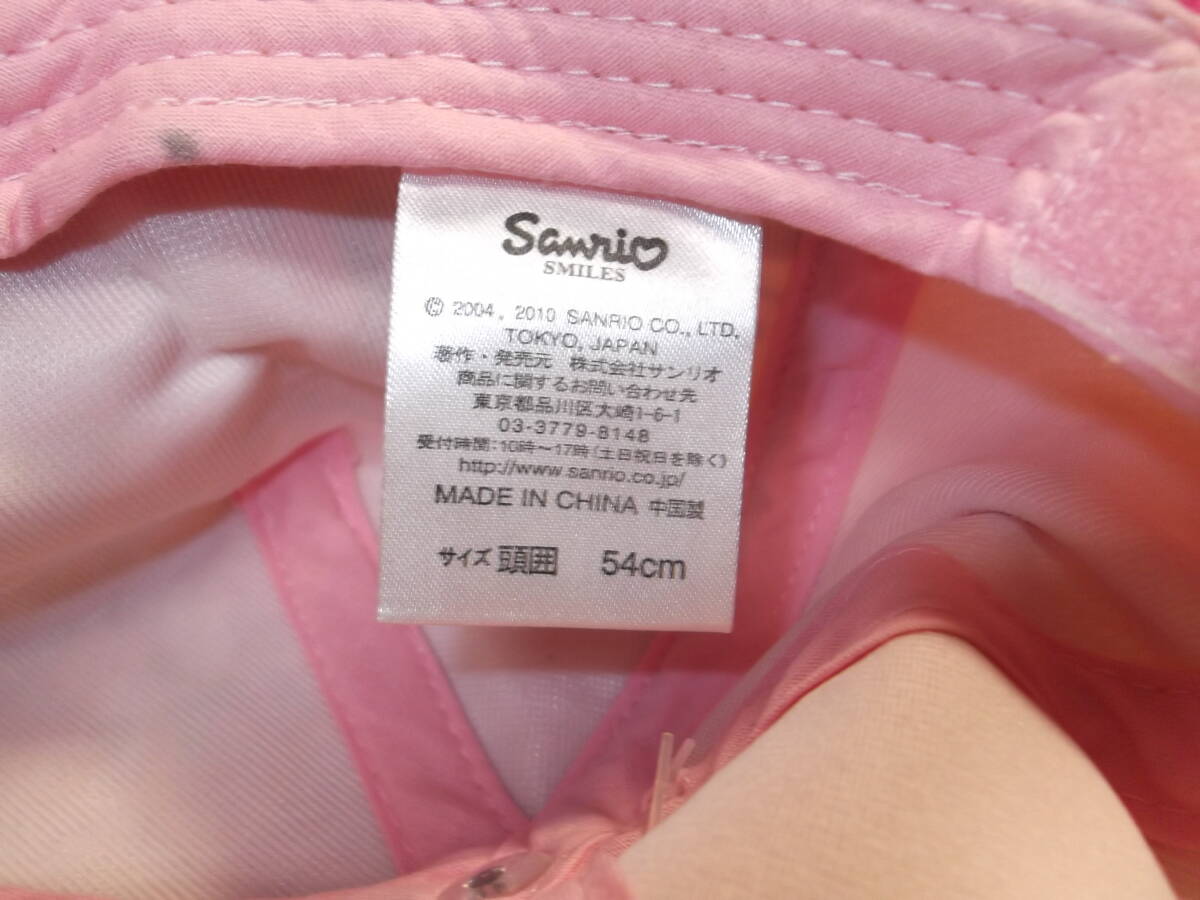 Sanrio
SMILES
© 2004, 2010 SANRIO CO., LTD.
TOKYO, JAPAN
著作・発売元 株式会社サンリオ
商品に関するお問い合わせ先
東京都品川区大崎1-6-1
03-3779-8148
受付時間:10時～17時(土日祝日を除く)
http://www.sanrio.co.jp/
MADE IN CHINA 中国製
サイズ 頭囲 54cm